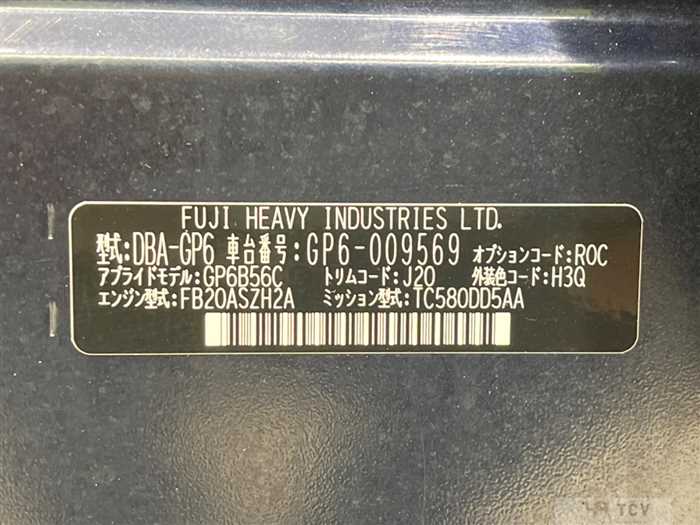 FUJI HEAVY INDUSTRIES LTD.
型式:DBA-GP6 車台番号:GP6-009569 オプションコード:ROC
アプライドモデル:GP6B56C トリムコード:J20 外装色コード:H3Q
エンジン型式:FB20ASZH2A ミッション型式:TC580DD5AA
TCV